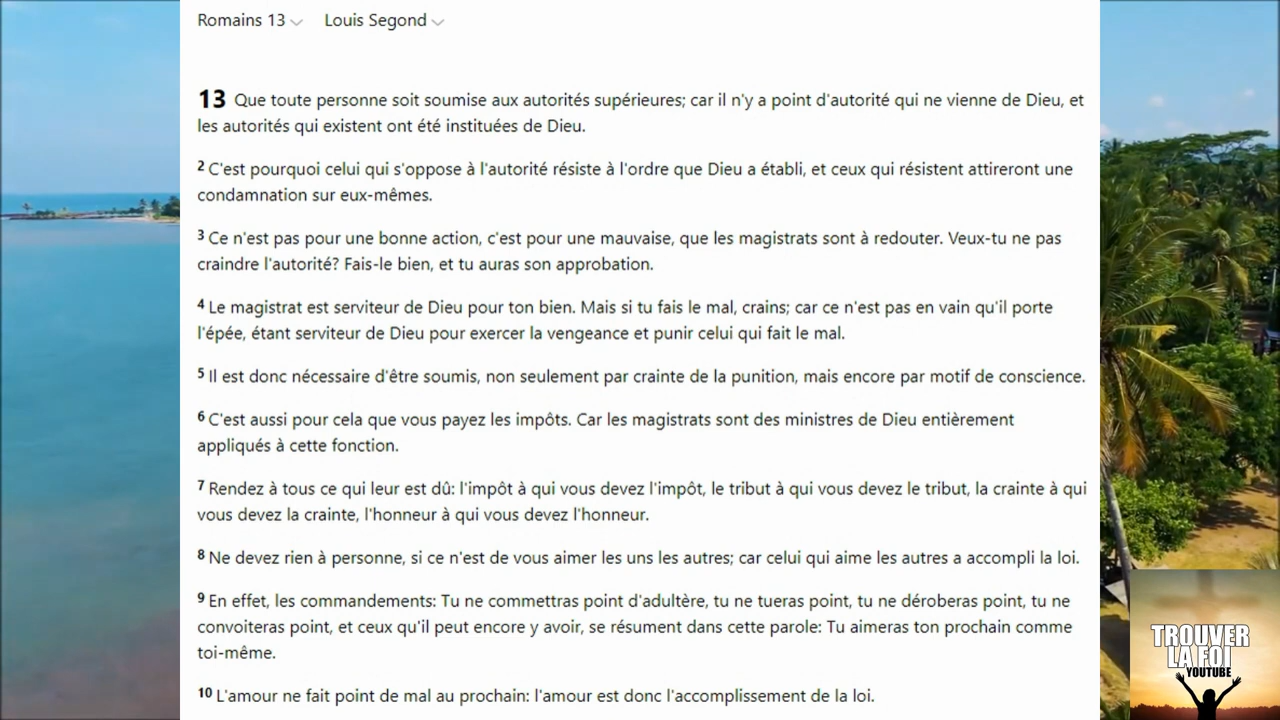 Romains 13 Louis Segond
13 Que toute personne soit soumise aux autorités supérieures; car il n'y a point d'autorité qui ne vienne de Dieu, et
les autorités qui existent ont été instituées de Dieu.
2 C'est pourquoi celui qui s'oppose à l'autorité résiste à l'ordre que Dieu a établi, et ceux qui résistent attireront une
condamnation sur eux-mêmes.
3 Ce n'est pas pour une bonne action, c'est pour une mauvaise, que les magistrats sont à redouter. Veux-tu ne pas
craindre l'autorité? Fais-le bien, et tu auras son approbation.
4 Le magistrat est serviteur de Dieu pour ton bien. Mais si tu fais le mal, crains; car ce n'est pas en vain qu'il porte
l'épée, étant serviteur de Dieu pour exercer la vengeance et punir celui qui fait le mal.
5 Il est donc nécessaire d'être soumis, non seulement par crainte de la punition, mais encore par motif de conscience.
6 C'est aussi pour cela que vous payez les impôts. Car les magistrats sont des ministres de Dieu entièrement
appliqués à cette fonction.
7 Rendez à tous ce qui leur est dû: l'impôt à qui vous devez l'impôt, le tribut à qui vous devez le tribut, la crainte à qui
vous devez la crainte, l'honneur à qui vous devez l'honneur.
8 Ne devez rien à personne, si ce n'est de vous aimer les uns les autres; car celui qui aime les autres a accompli la loi.
9 En effet, les commandements: Tu ne commettras point d'adultère, tu ne tueras point, tu ne déroberas point, tu ne
convoiteras point, et ceux qu'il peut encore y avoir, se résument dans cette parole: Tu aimeras ton prochain comme
toi-même.
10 L'amour ne fait point de mal au prochain: l'amour est donc l'accomplissement de la loi.
TROUVER
LA FOI
YOUTUBE